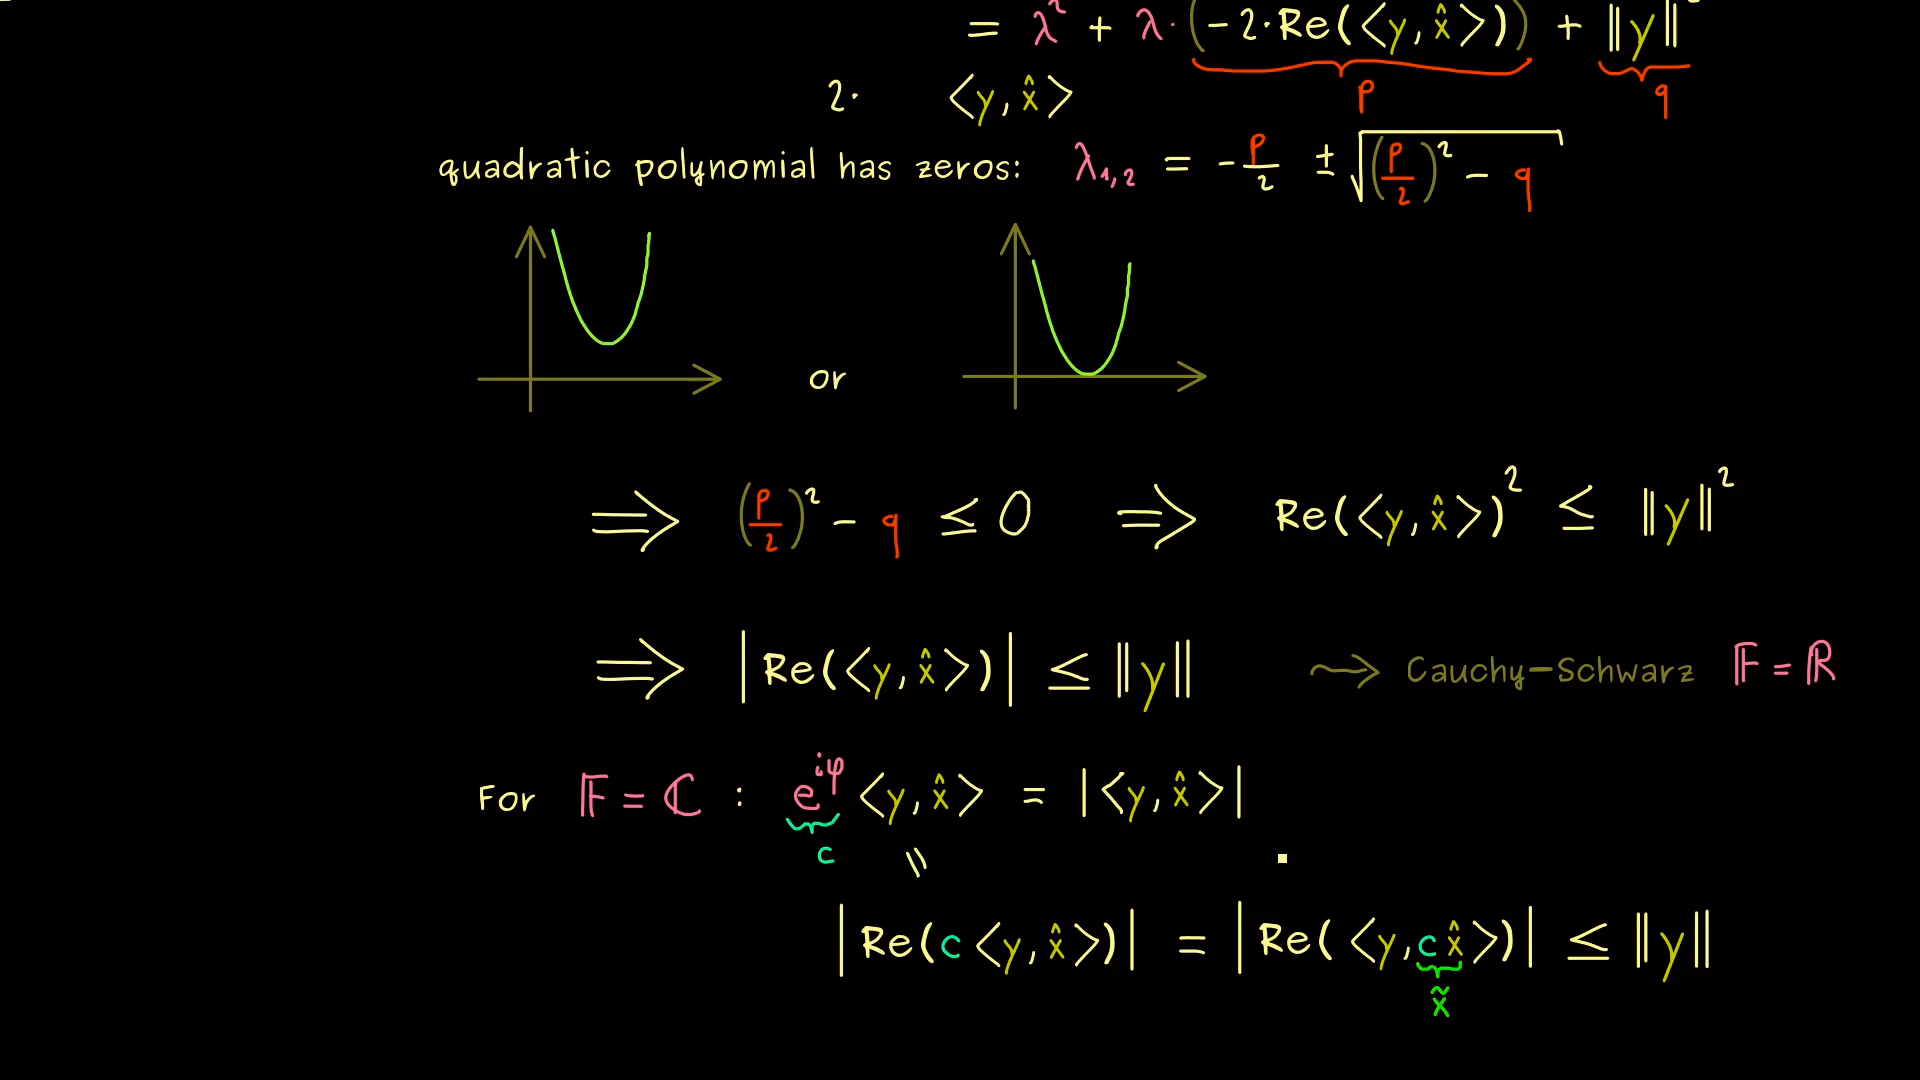 = λ² + λ · (-2·Re(⟨y, x̂⟩)) + ‖y‖²
p q
2· ⟨y, x̂⟩
quadratic polynomial has zeros: λ₁,₂ = - p/2 ± √((p/2)² - q)
or
⟹ (p/2)² - q ≤ 0 ⟹ Re(⟨y, x̂⟩)² ≤ ‖y‖²
⟹ |Re(⟨y, x̂⟩)| ≤ ‖y‖ ⇝ Cauchy-Schwarz 𝔽 = ℝ
For 𝔽 = ℂ : e^{iφ} ⟨y, x̂⟩ = |⟨y, x̂⟩|
c
=
|Re(c⟨y, x̂⟩)| = |Re(⟨y, c x̂⟩)| ≤ ‖y‖
x̃